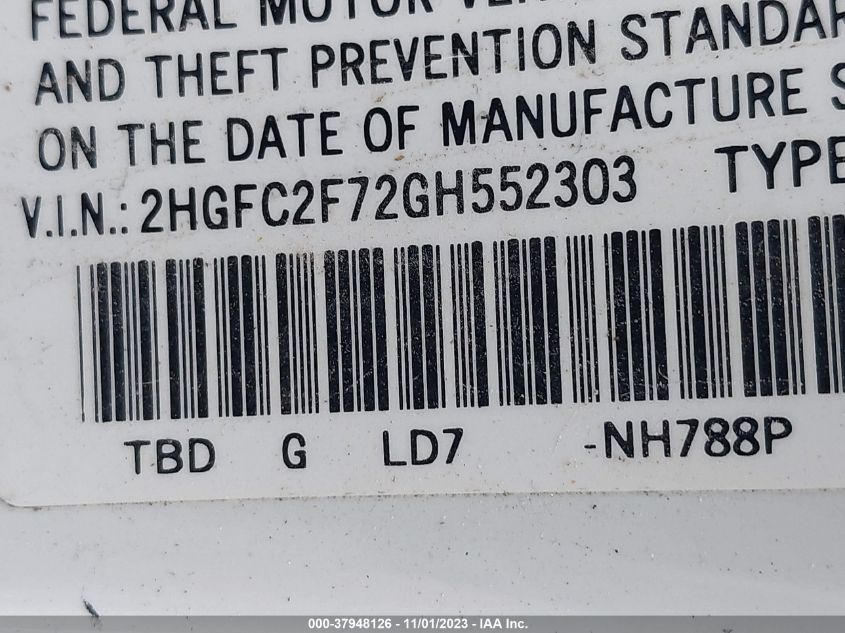 FEDERAL MOTOR
AND THEFT PREVENTION
ON THE DATE OF MANUFACTURE
V.I.N.: 2HGFC2F72GH552303 TYPE
TBD G LD7 -NH788P
000-37948126 - 11/01/2023 - IAA Inc.